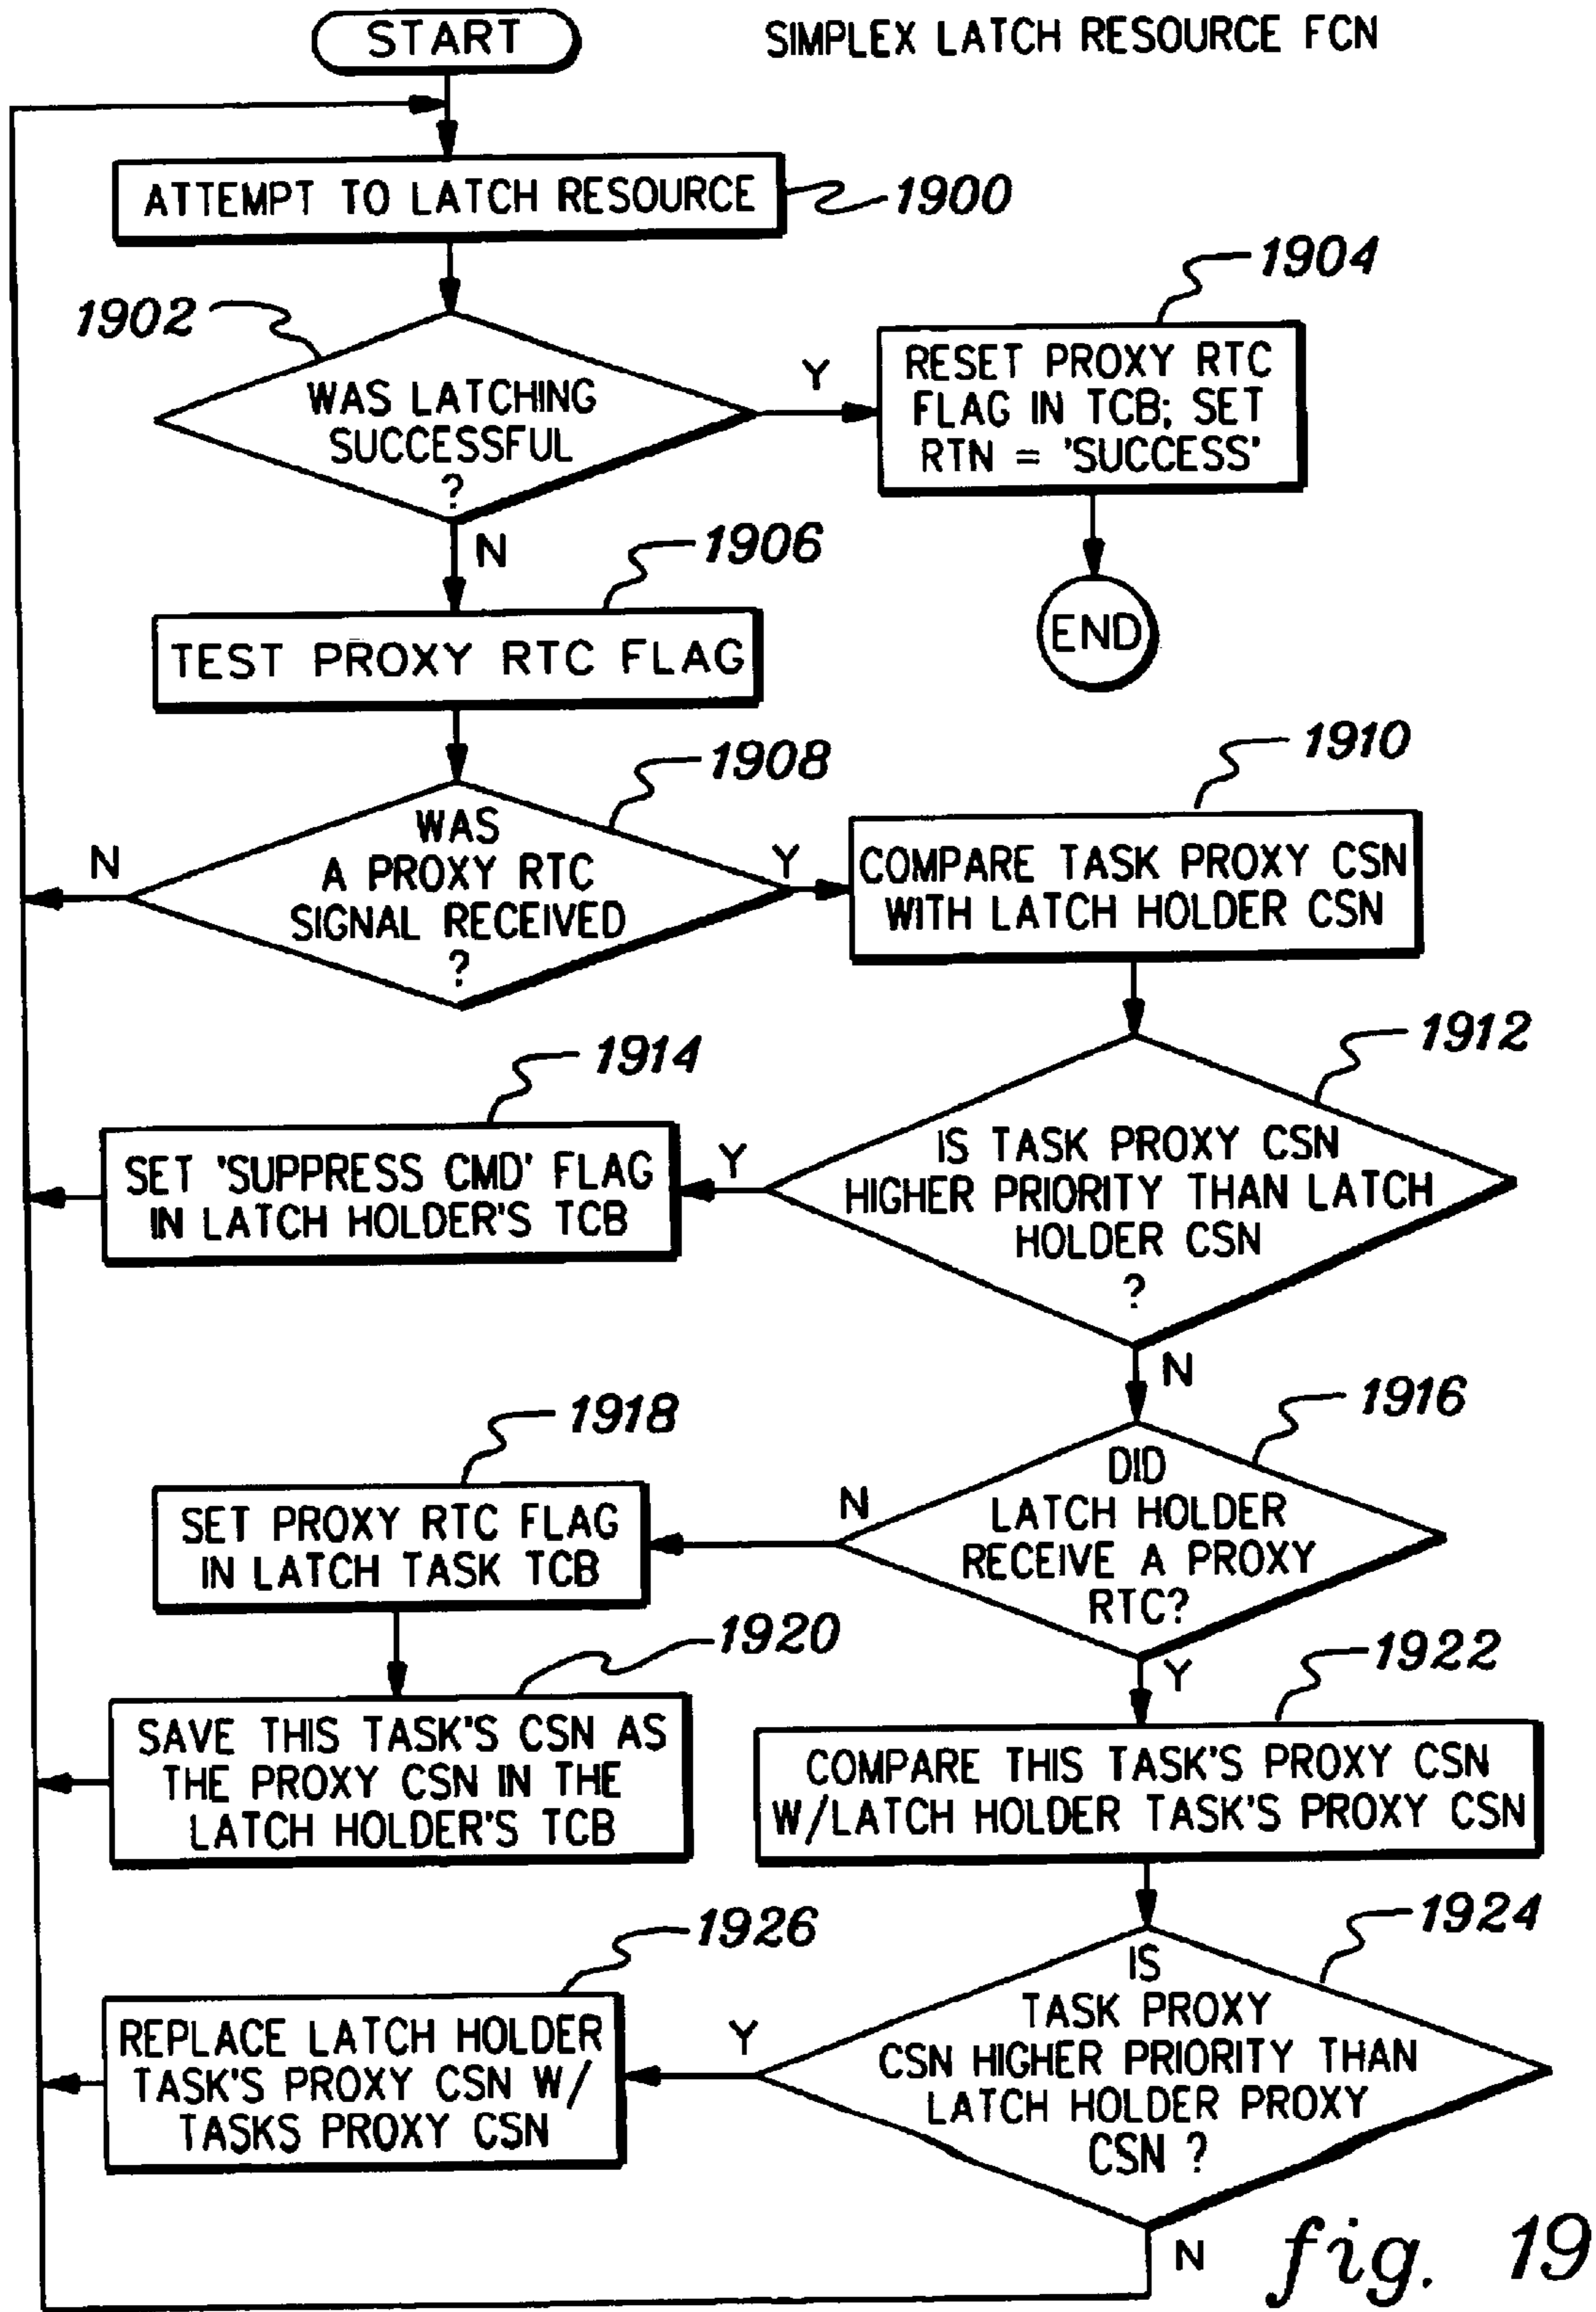 START
SIMPLEX LATCH RESOURCE FCN
ATTEMPT TO LATCH RESOURCE
1900
1902
WAS LATCHING
SUCCESSFUL
?
Y
N
1904
RESET PROXY RTC
FLAG IN TCB; SET
RTN = 'SUCCESS'
END
1906
TEST PROXY RTC FLAG
1908
WAS
A PROXY RTC
SIGNAL RECEIVED
?
N
Y
1910
COMPARE TASK PROXY CSN
WITH LATCH HOLDER CSN
1912
IS TASK PROXY CSN
HIGHER PRIORITY THAN LATCH
HOLDER CSN
?
Y
N
1914
SET 'SUPPRESS CMD' FLAG
IN LATCH HOLDER'S TCB
1916
DID
LATCH HOLDER
RECEIVE A PROXY
RTC?
N
Y
1918
SET PROXY RTC FLAG
IN LATCH TASK TCB
1920
SAVE THIS TASK'S CSN AS
THE PROXY CSN IN THE
LATCH HOLDER'S TCB
1922
COMPARE THIS TASK'S PROXY CSN
W/LATCH HOLDER TASK'S PROXY CSN
1924
IS
TASK PROXY
CSN HIGHER PRIORITY THAN
LATCH HOLDER PROXY
CSN ?
Y
N
1926
REPLACE LATCH HOLDER
TASK'S PROXY CSN W/
TASKS PROXY CSN
fig. 19